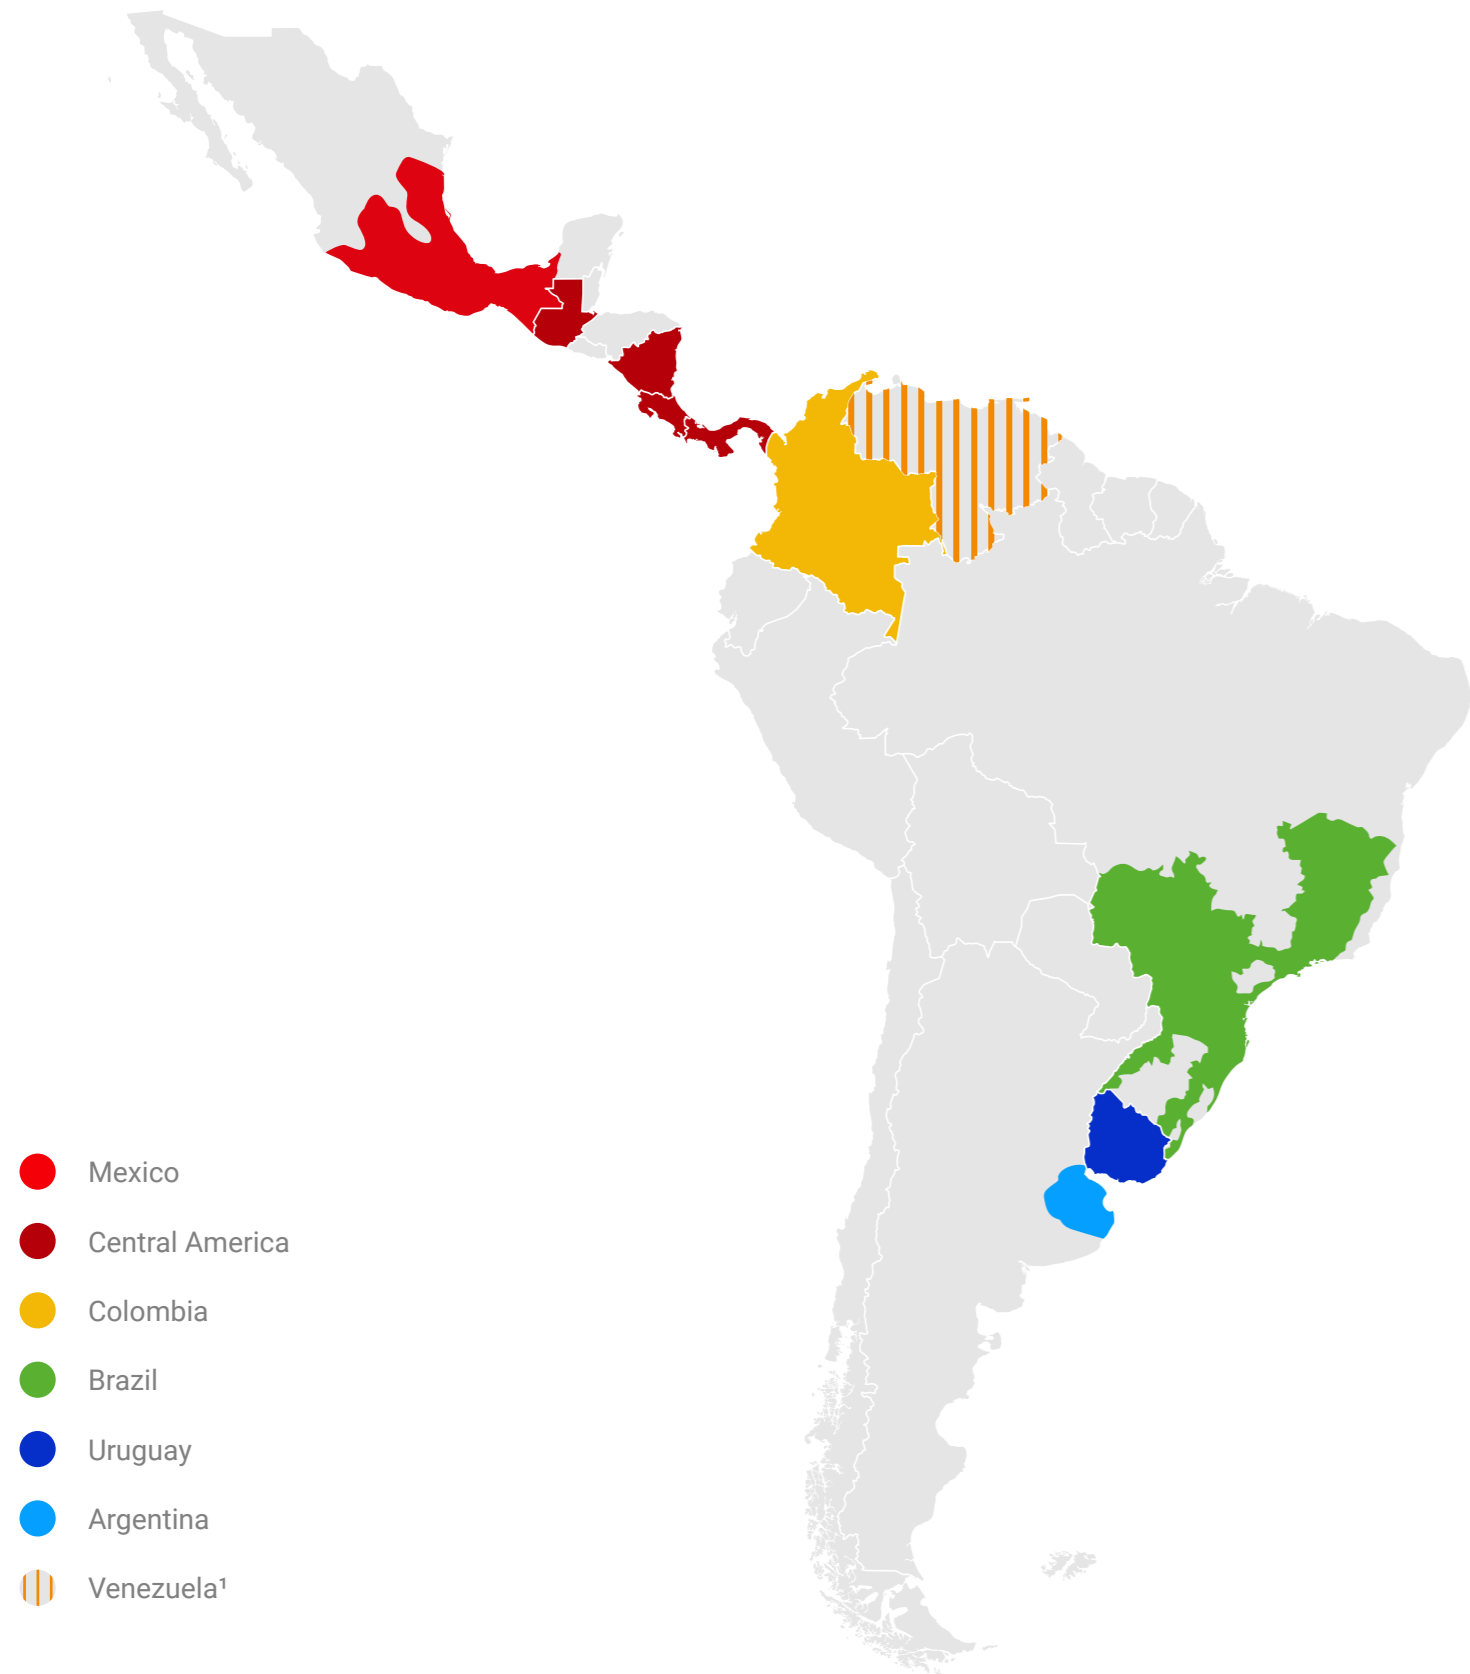 Mexico
Central America
Colombia
Brazil
Uruguay
Argentina
Venezuela¹